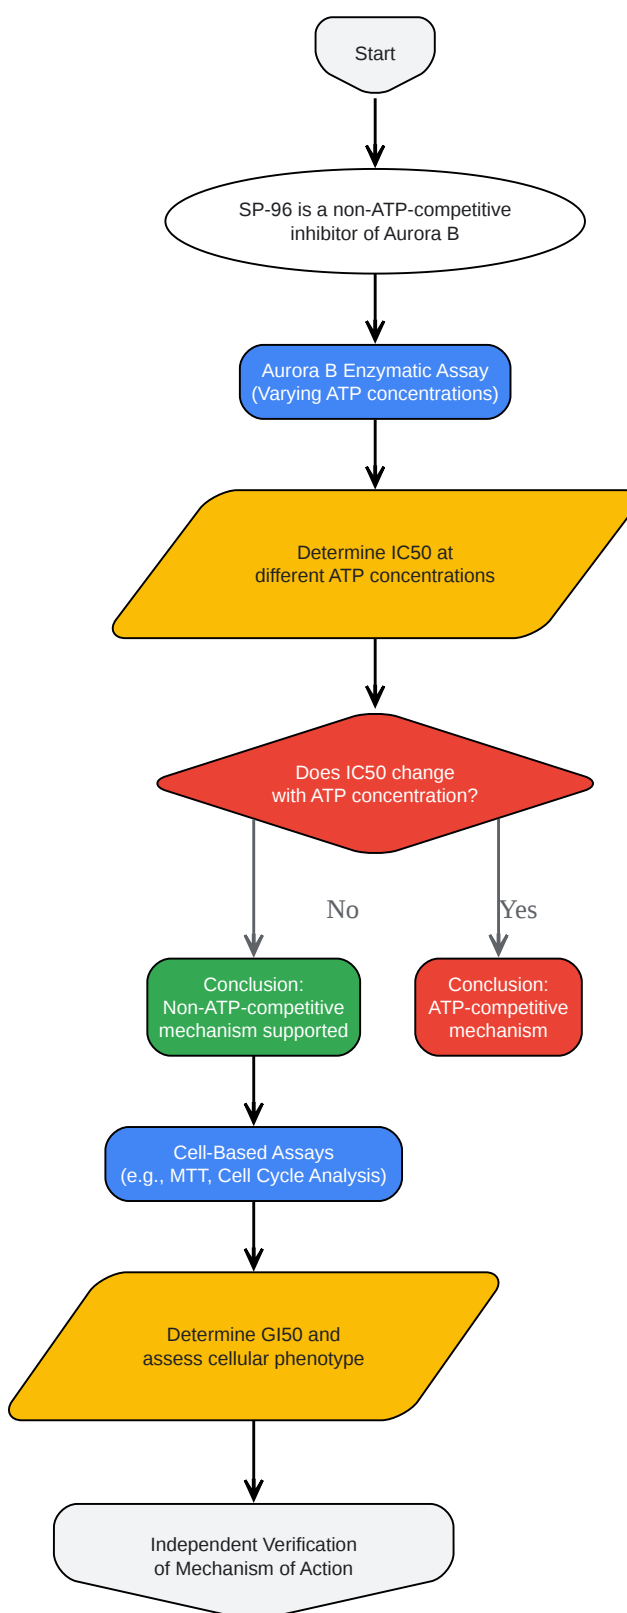 Start
SP-96 is a non-ATP-competitive
inhibitor of Aurora B
Aurora B Enzymatic Assay
(Varying ATP concentrations)
Determine IC50 at
different ATP concentrations
Does IC50 change
with ATP concentration?
No
Yes
Conclusion:
Non-ATP-competitive
mechanism supported
Conclusion:
ATP-competitive
mechanism
Cell-Based Assays
(e.g., MTT, Cell Cycle Analysis)
Determine GI50 and
assess cellular phenotype
Independent Verification
of Mechanism of Action